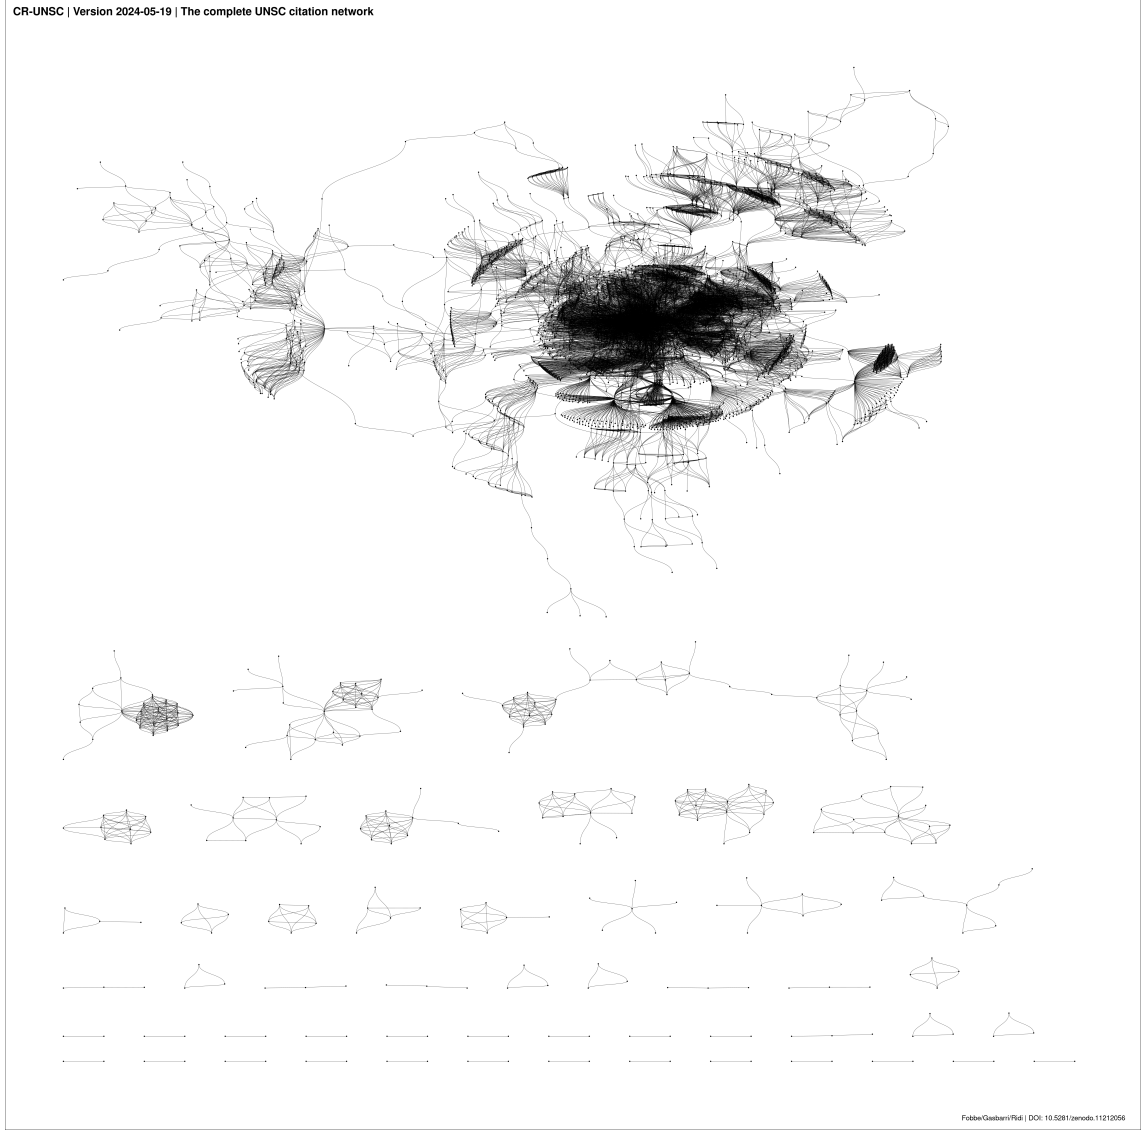 CR-UNSC | Version 2024-05-19 | The complete UNSC citation network
Fobbe/Gasbarri/Ridi | DOI: 10.5281/zenodo.11212056